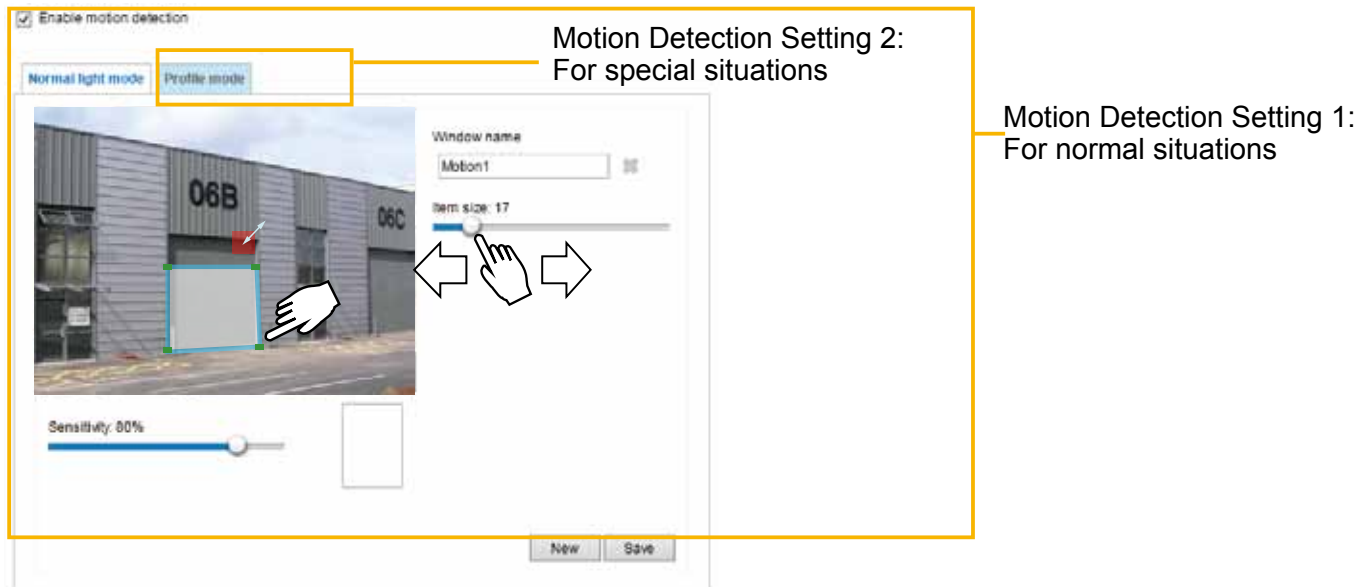 Enable motion detection
Motion Detection Setting 2:
For special situations
Normal light mode
Profile mode
Motion Detection Setting 1:
For normal situations
Window name
Motion1
06B
06C
Item size: 17
Sensitivity: 80%
New
Save